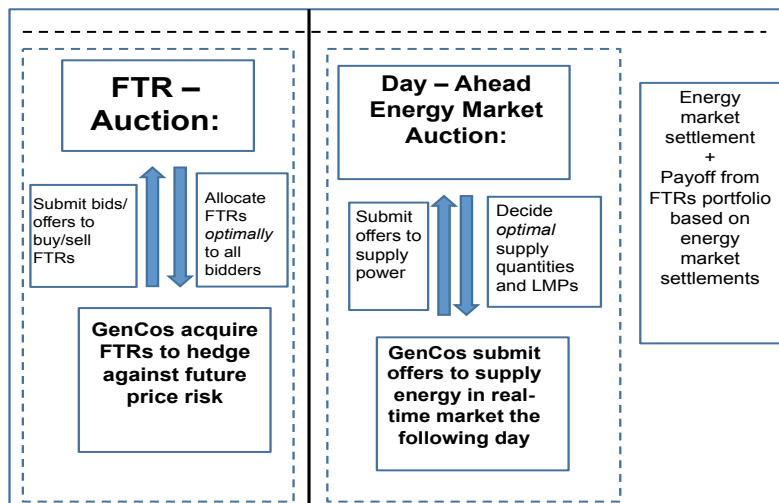 FTR –
Auction:
Submit bids/
offers to
buy/sell
FTRs
Allocate
FTRs
optimally
to all
bidders
GenCos acquire
FTRs to hedge
against future
price risk
Day – Ahead
Energy Market
Auction:
Submit
offers to
supply
power
Decide
optimal
supply
quantities
and LMPs
GenCos submit
offers to supply
energy in real-
time market the
following day
Energy
market
settlement
+
Payoff from
FTRs portfolio
based on
energy
market
settlements